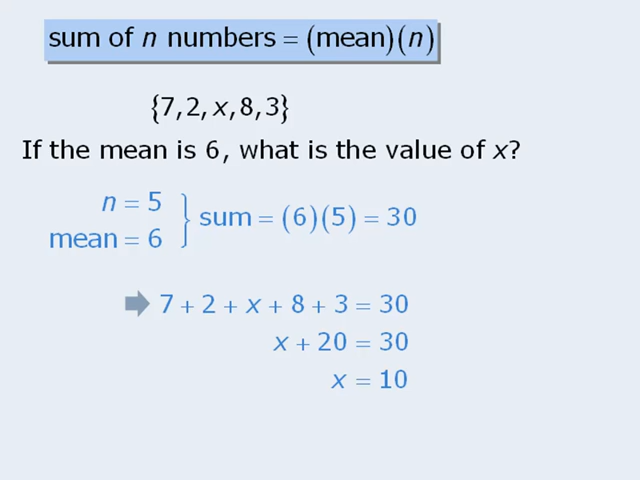 sum of n numbers = (mean)(n)
{7, 2, x, 8, 3}
If the mean is 6, what is the value of x?
n = 5
mean = 6
} sum = (6)(5) = 30
7 + 2 + x + 8 + 3 = 30
x + 20 = 30
x = 10